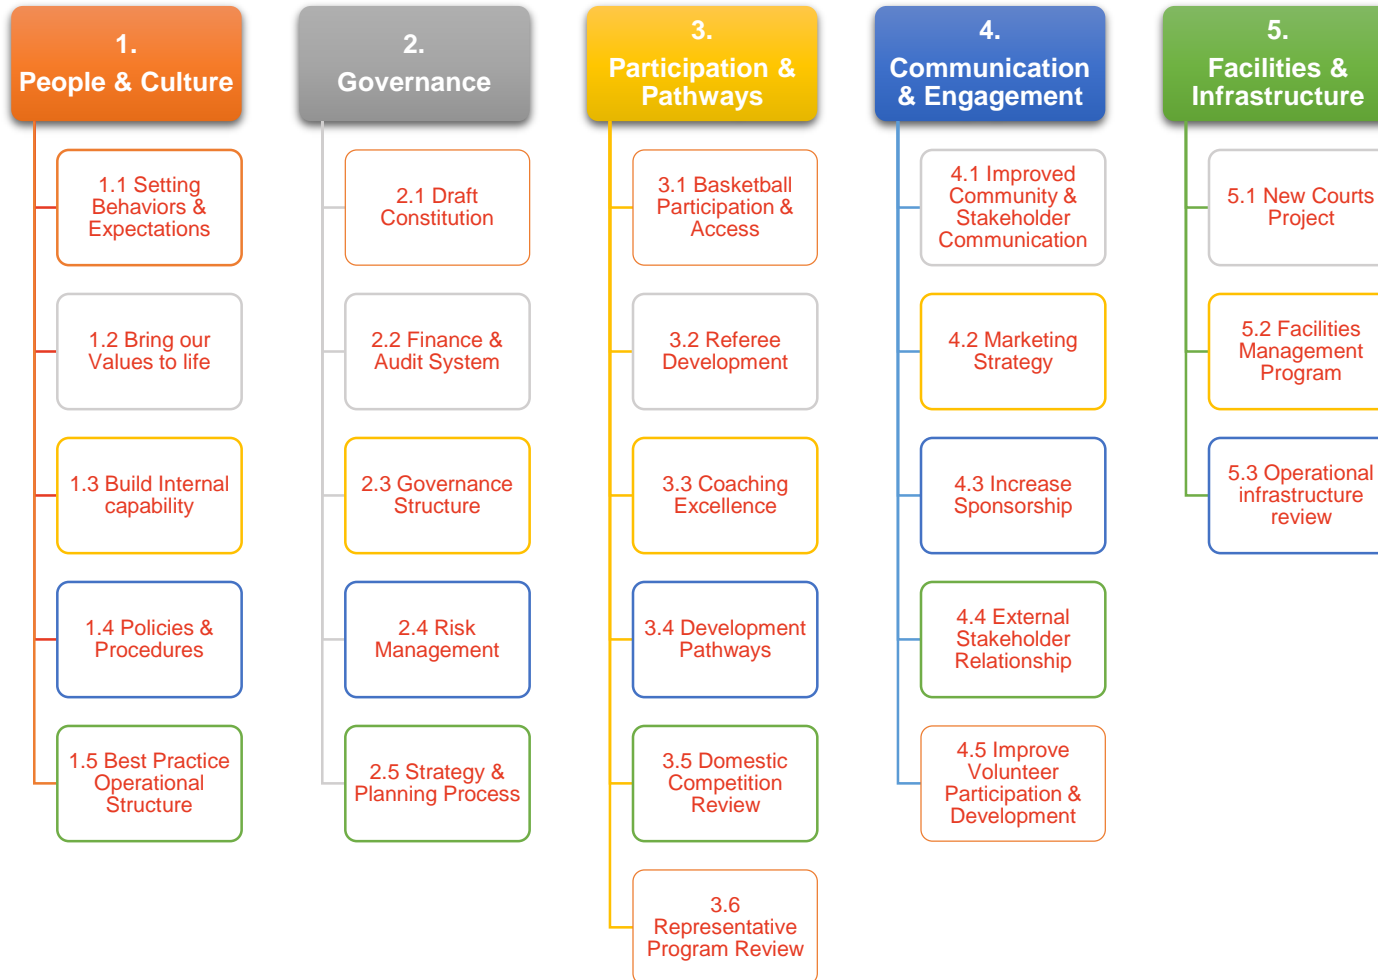 1.
People & Culture
1.1 Setting
Behaviors &
Expectations
1.2 Bring our
Values to life
1.3 Build Internal
capability
1.4 Policies &
Procedures
1.5 Best Practice
Operational
Structure
2.
Governance
2.1 Draft
Constitution
2.2 Finance &
Audit System
2.3 Governance
Structure
2.4 Risk
Management
2.5 Strategy &
Planning Process
3.
Participation &
Pathways
3.1 Basketball
Participation &
Access
3.2 Referee
Development
3.3 Coaching
Excellence
3.4 Development
Pathways
3.5 Domestic
Competition
Review
3.6
Representative
Program Review
4.
Communication
& Engagement
4.1 Improved
Community &
Stakeholder
Communication
4.2 Marketing
Strategy
4.3 Increase
Sponsorship
4.4 External
Stakeholder
Relationship
4.5 Improve
Volunteer
Participation &
Development
5.
Facilities &
Infrastructure
5.1 New Courts
Project
5.2 Facilities
Management
Program
5.3 Operational
infrastructure
review